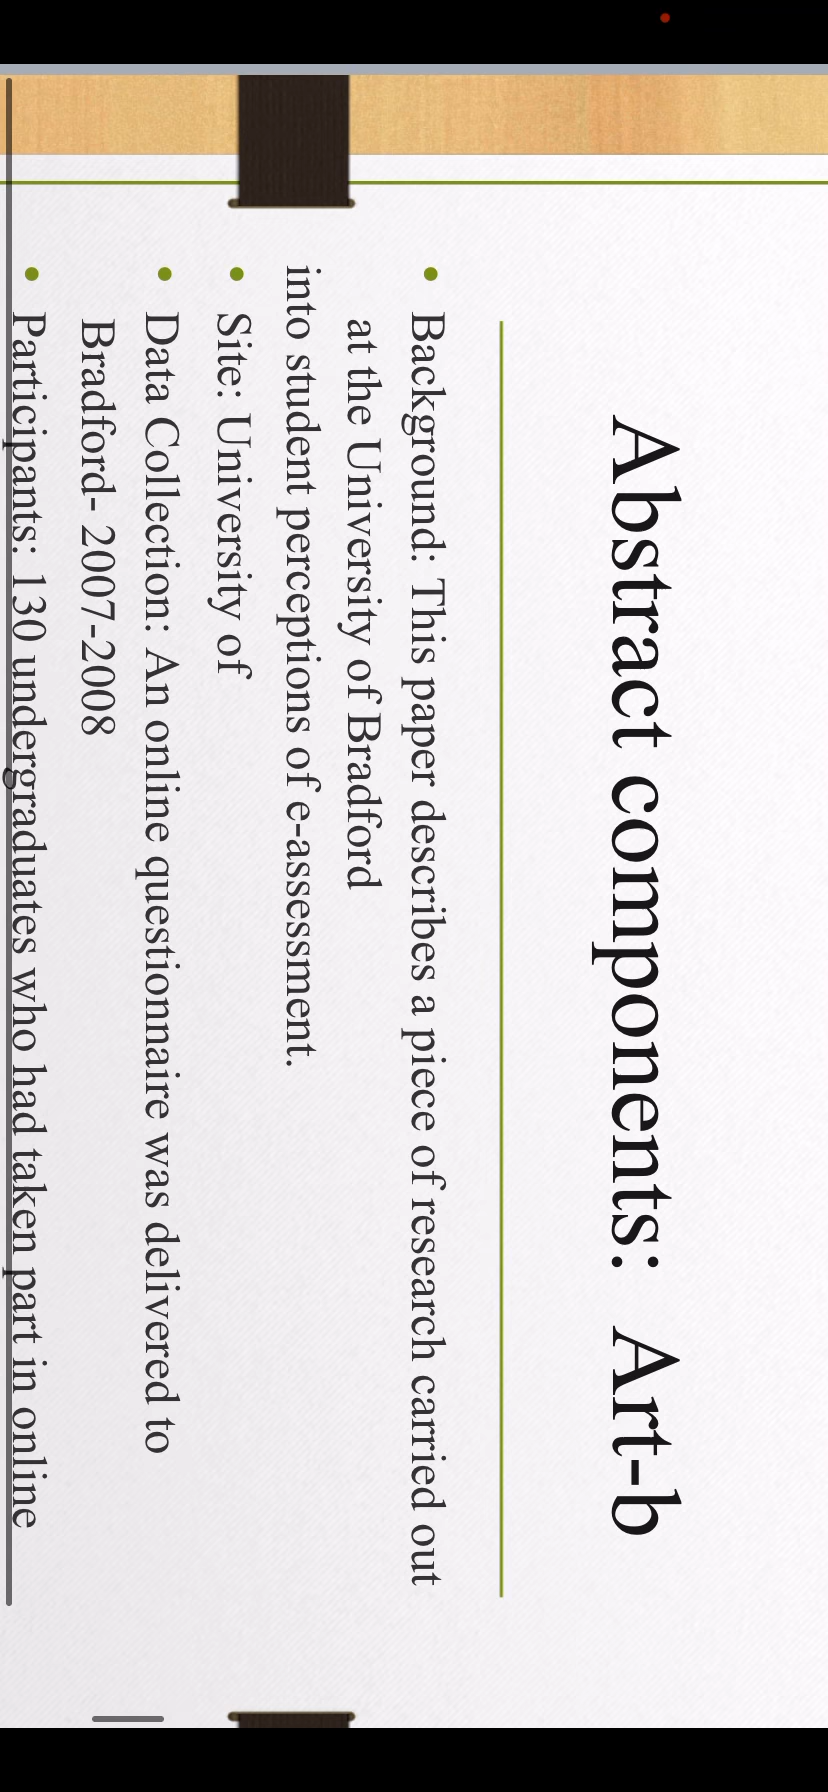 Abstract components: Art-b
• Background: This paper describes a piece of research carried out
at the University of Bradford
into student perceptions of e-assessment.
• Site: University of
• Data Collection: An online questionnaire was delivered to
Bradford- 2007-2008
• Participants: 130 undergraduates who had taken part in online